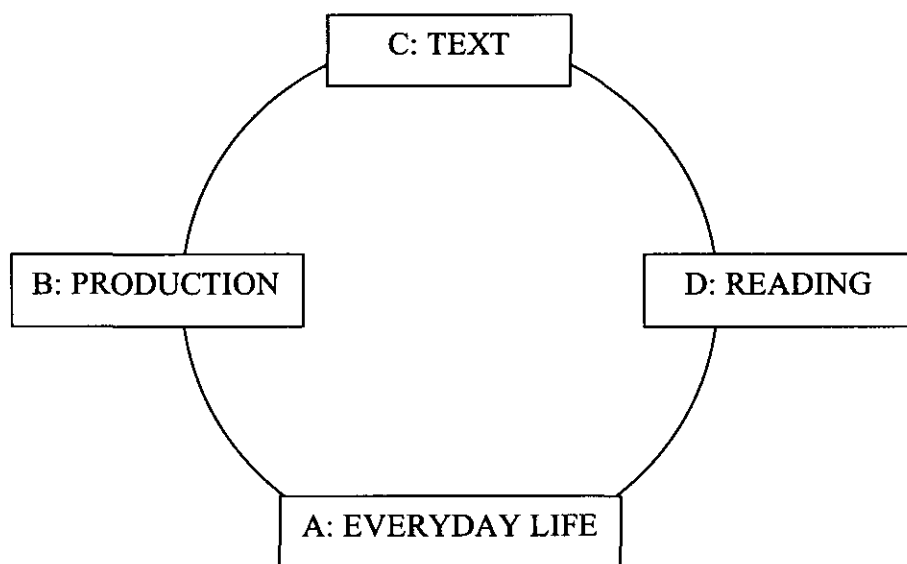 C: TEXT
B: PRODUCTION
D: READING
A: EVERYDAY LIFE